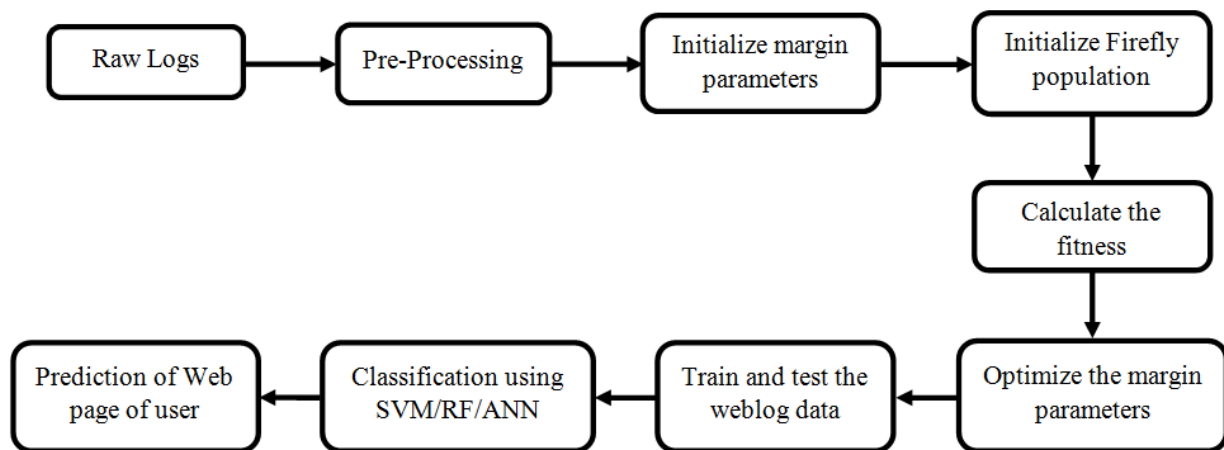 Raw Logs
Pre-Processing
Initialize margin
parameters
Initialize Firefly
population
Calculate the
fitness
Optimize the margin
parameters
Train and test the
weblog data
Classification using
SVM/RF/ANN
Prediction of Web
page of user